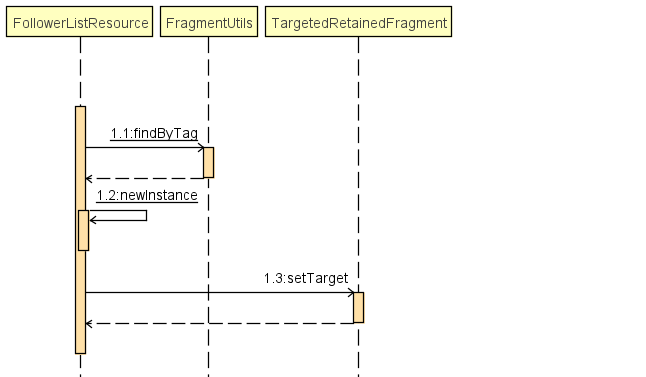 FollowerListResource
FragmentUtils
TargetedRetainedFragment
1.1:findByTag
1.2:newInstance
1.3:setTarget